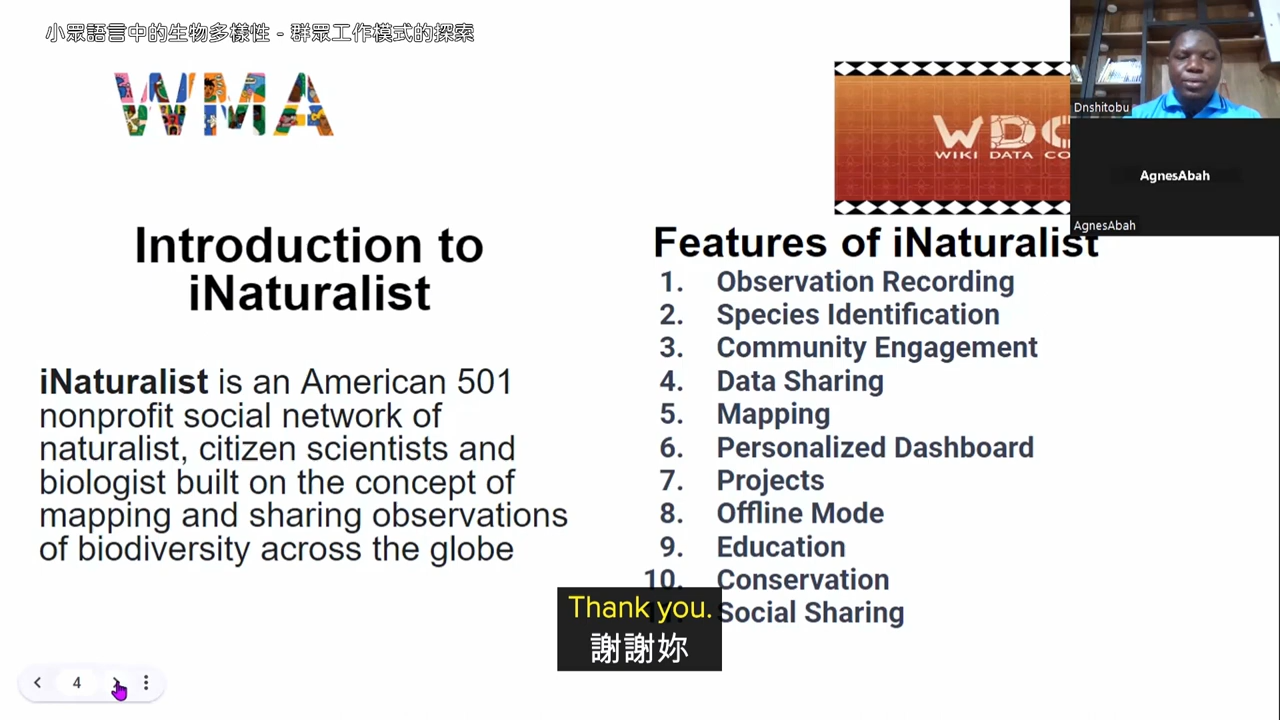 小眾語言中的生物多樣性 - 群眾工作模式的探索
WMA
WIKI DATA CO
Dnshitobu
AgnesAbah
AgnesAbah
Introduction to
iNaturalist
iNaturalist is an American 501
nonprofit social network of
naturalist, citizen scientists and
biologist built on the concept of
mapping and sharing observations
of biodiversity across the globe
Features of iNaturalist
1. Observation Recording
2. Species Identification
3. Community Engagement
4. Data Sharing
5. Mapping
6. Personalized Dashboard
7. Projects
8. Offline Mode
9. Education
10. Conservation
Social Sharing
Thank you.
謝謝妳
4